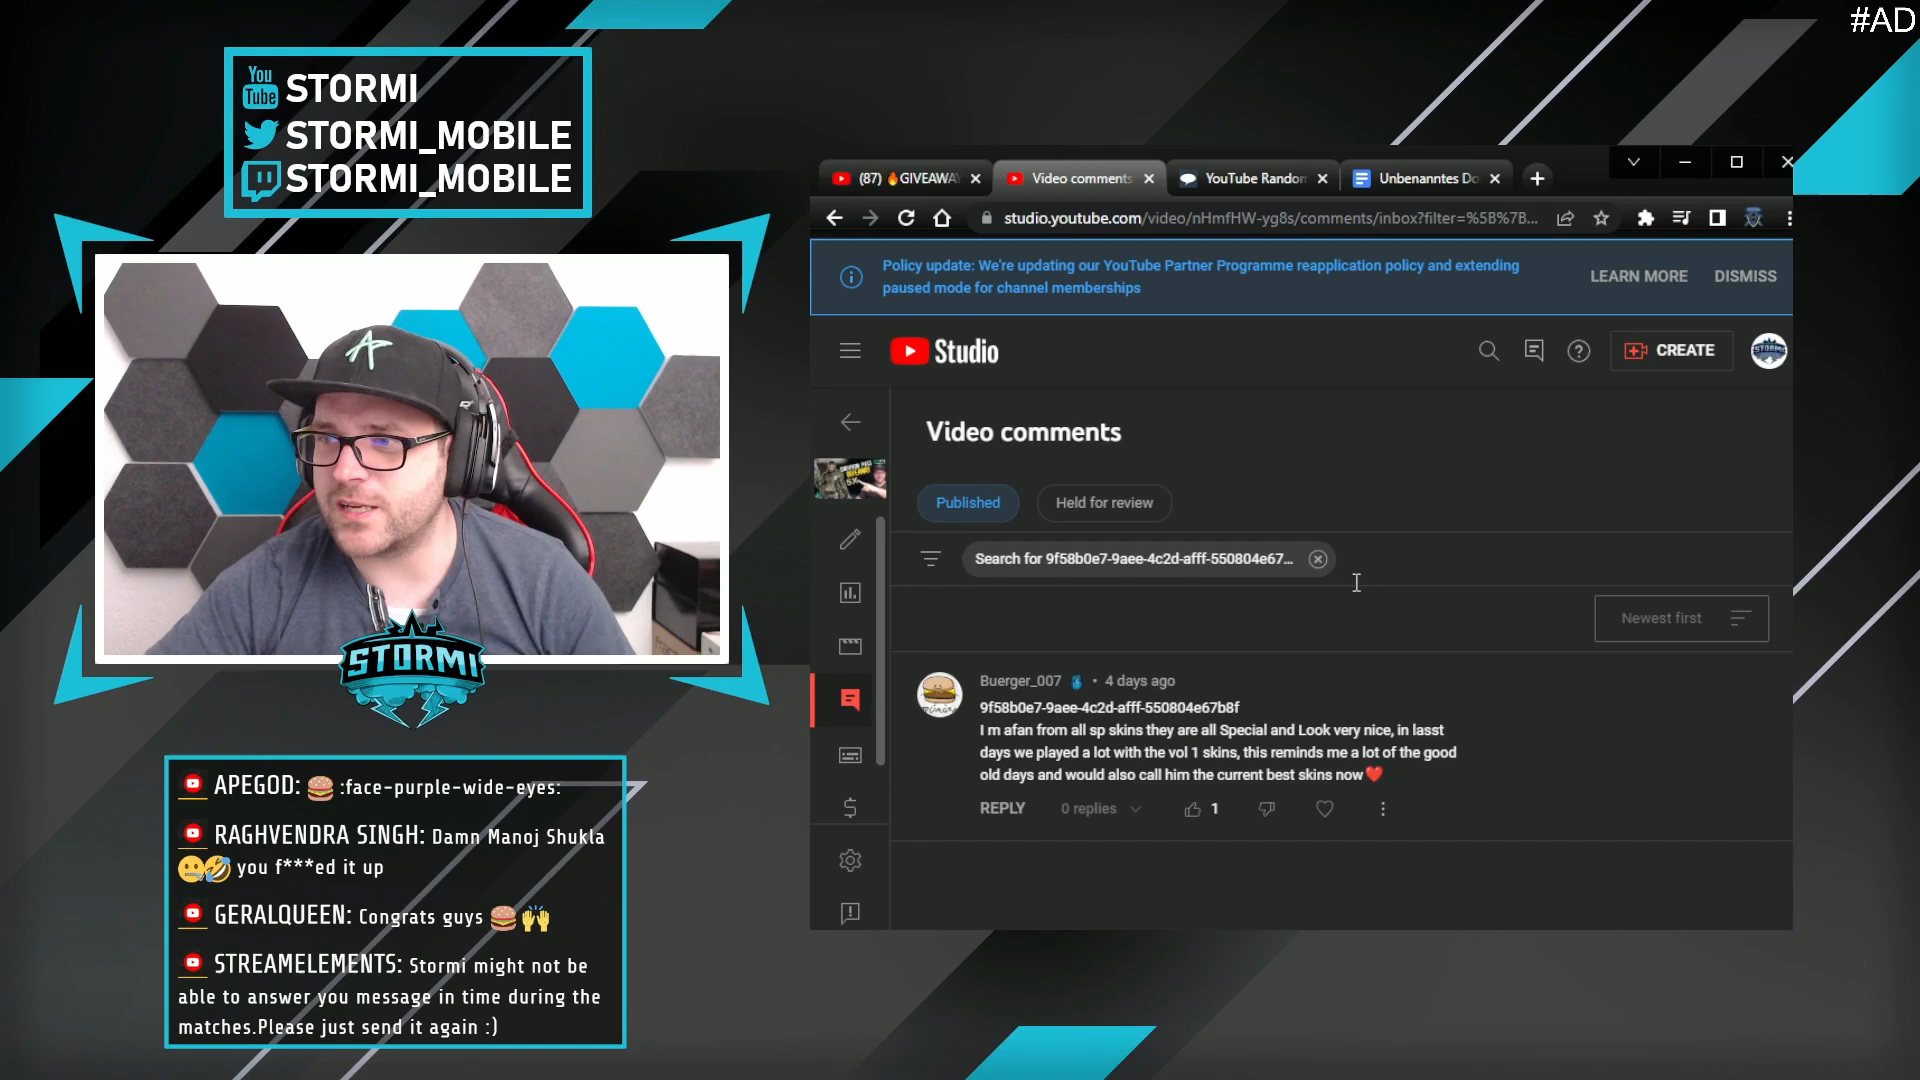 #AD
You
Tube STORMI
STORMI_MOBILE
STORMI_MOBILE
STORMI
APEGOD: 🍔 :face-purple-wide-eyes:
RAGHVENDRA SINGH: Damn Manoj Shukla
🤐🤣 you f***ed it up
GERALQUEEN: Congrats guys 🍔 🙌
STREAMELEMENTS: Stormi might not be
able to answer you message in time during the
matches.Please just send it again :)
(87) 🔥GIVEAWA
Video comments
YouTube Random
Unbenanntes Do
studio.youtube.com/video/nHmfHW-yg8s/comments/inbox?filter=%5B%7B...
Policy update: We're updating our YouTube Partner Programme reapplication policy and extending
paused mode for channel memberships
LEARN MORE
DISMISS
Studio
CREATE
Video comments
Published
Held for review
Search for 9f58b0e7-9aee-4c2d-afff-550804e67...
Newest first
Buerger_007 • 4 days ago
9f58b0e7-9aee-4c2d-afff-550804e67b8f
I m afan from all sp skins they are all Special and Look very nice, in lasst
days we played a lot with the vol 1 skins, this reminds me a lot of the good
old days and would also call him the current best skins now❤️
REPLY
0 replies
1